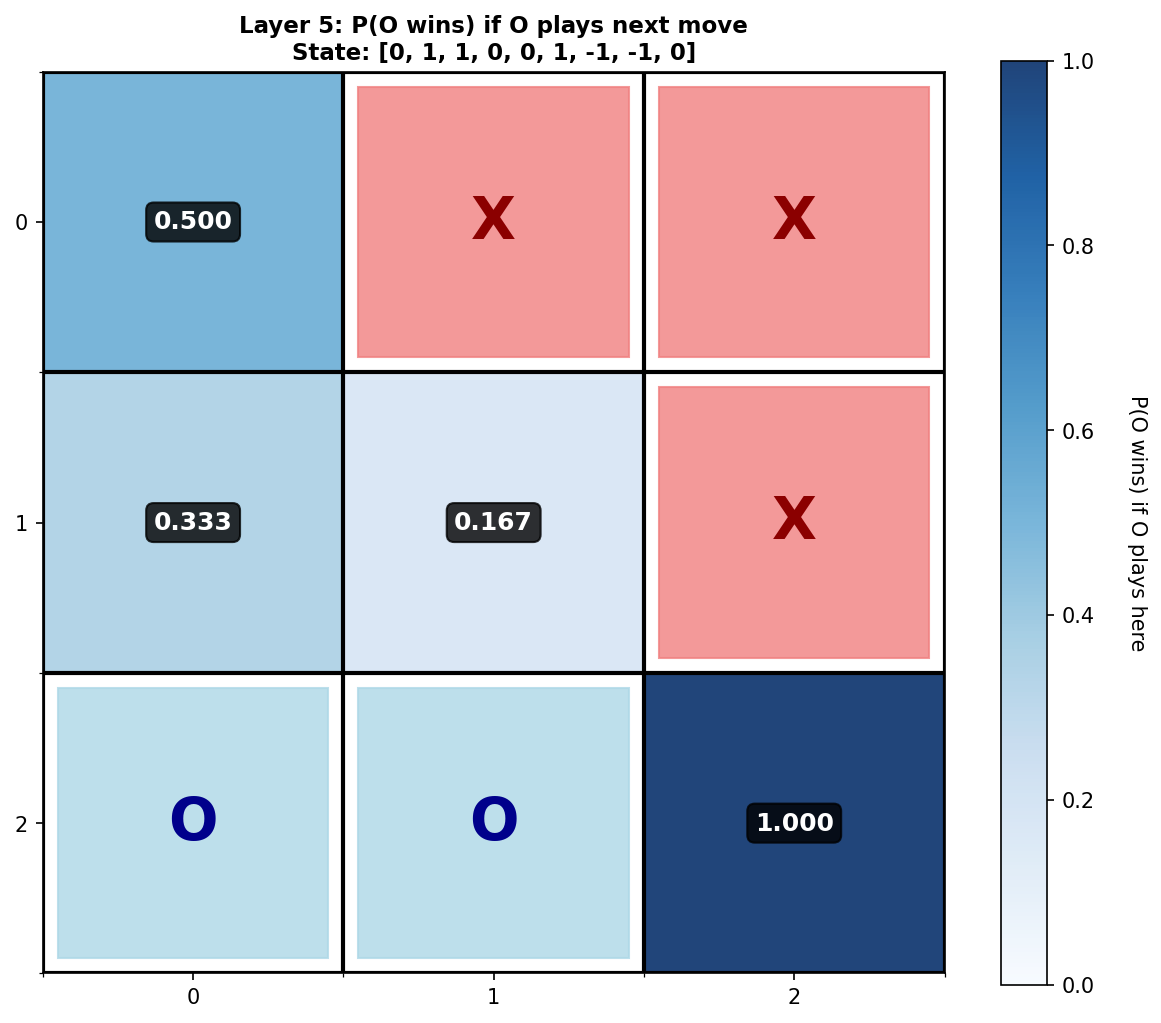 Layer 5: P(O wins) if O plays next move
State: [0, 1, 1, 0, 0, 1, -1, -1, 0]
0
0.500
X
X
1
0.333
0.167
X
2
O
O
1.000
0
1
2
1.0
0.8
0.6
0.4
0.2
0.0
P(O wins) if O plays here